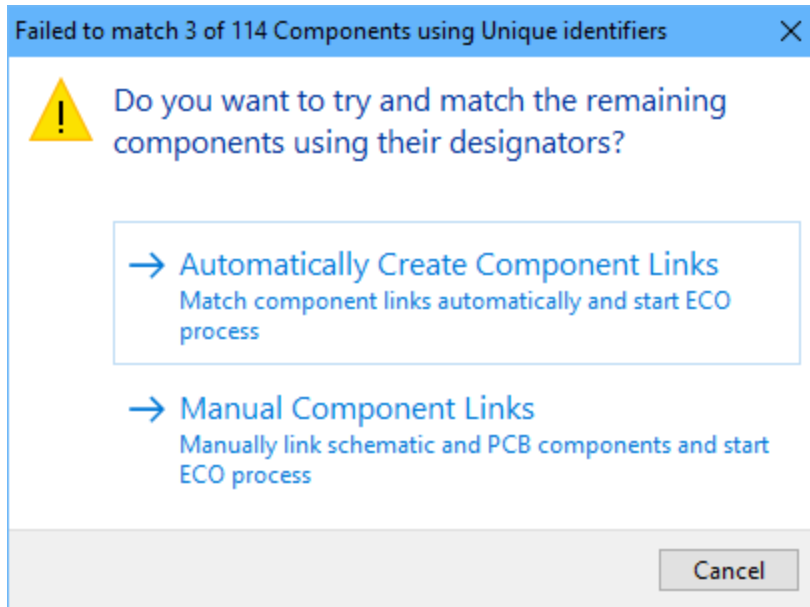 Failed to match 3 of 114 Components using Unique identifiers
Do you want to try and match the remaining
components using their designators?
Automatically Create Component Links
Match component links automatically and start ECO
process
Manual Component Links
Manually link schematic and PCB components and start
ECO process
Cancel